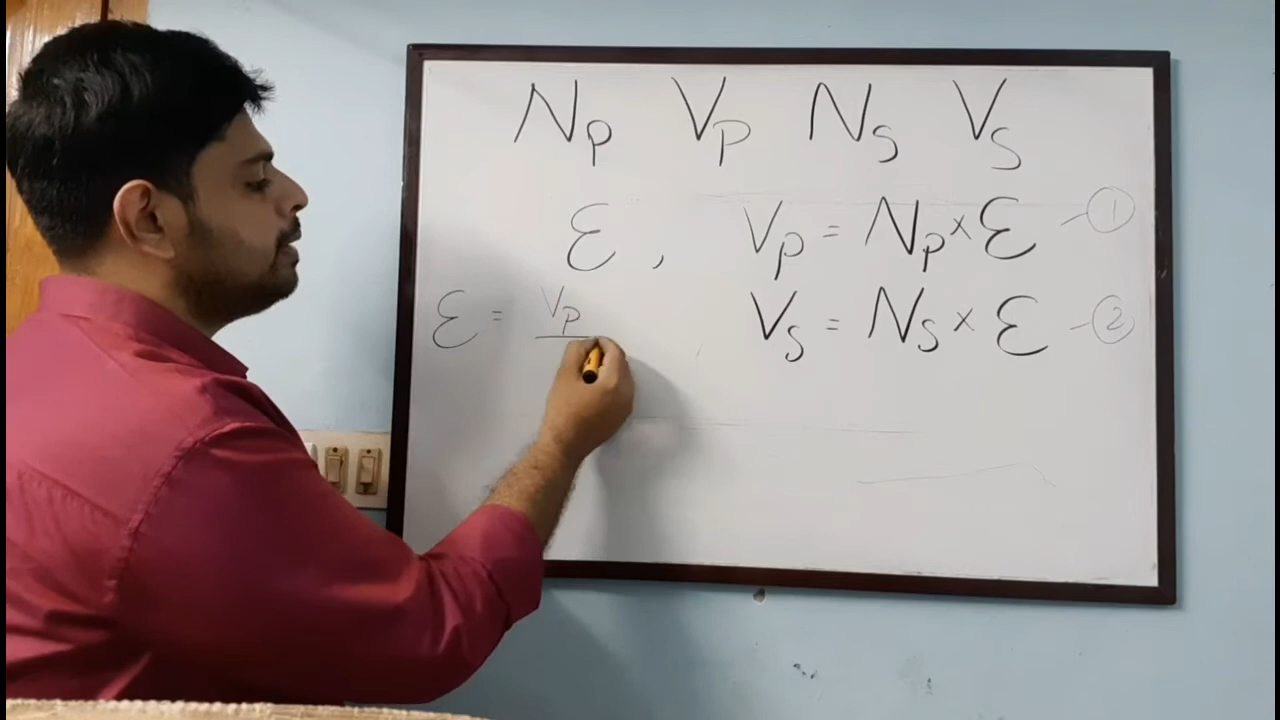 Np Vp Ns Vs
ε , Vp = Np × ε - 1
ε = Vp Vs = Ns × ε - 2